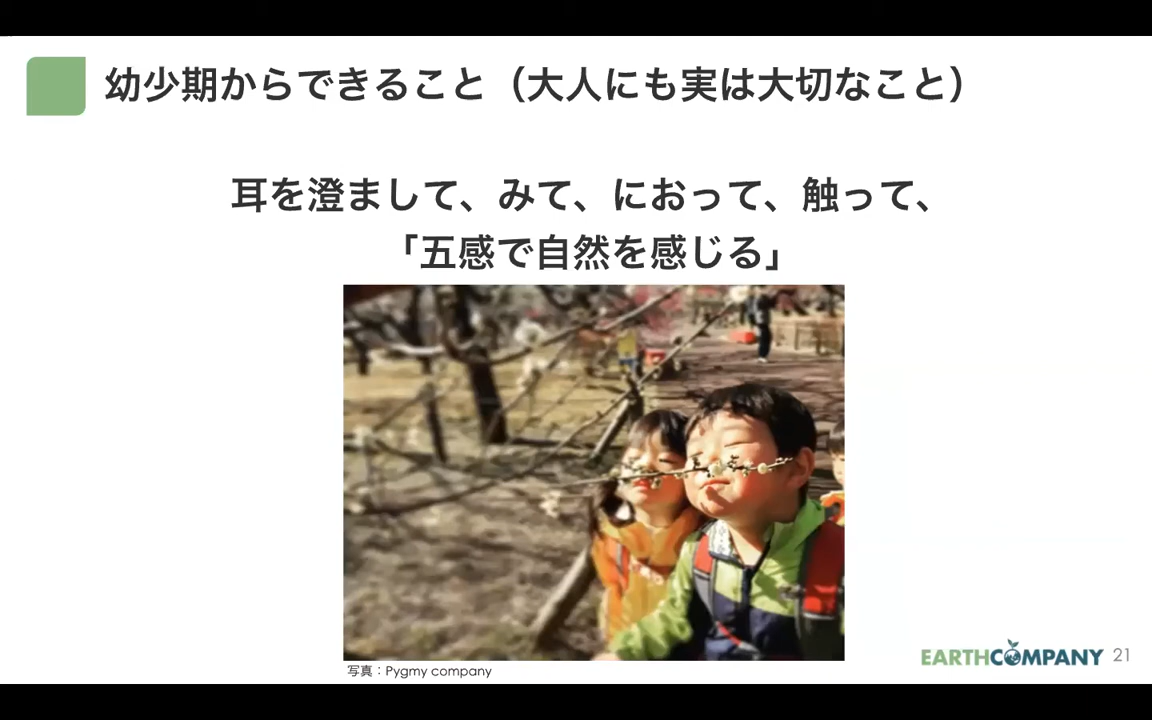 幼少期からできること（大人にも実は大切なこと）
耳を澄まして、みて、におって、触って、
「五感で自然を感じる」
写真：Pygmy company
EARTHCOMPANY 21